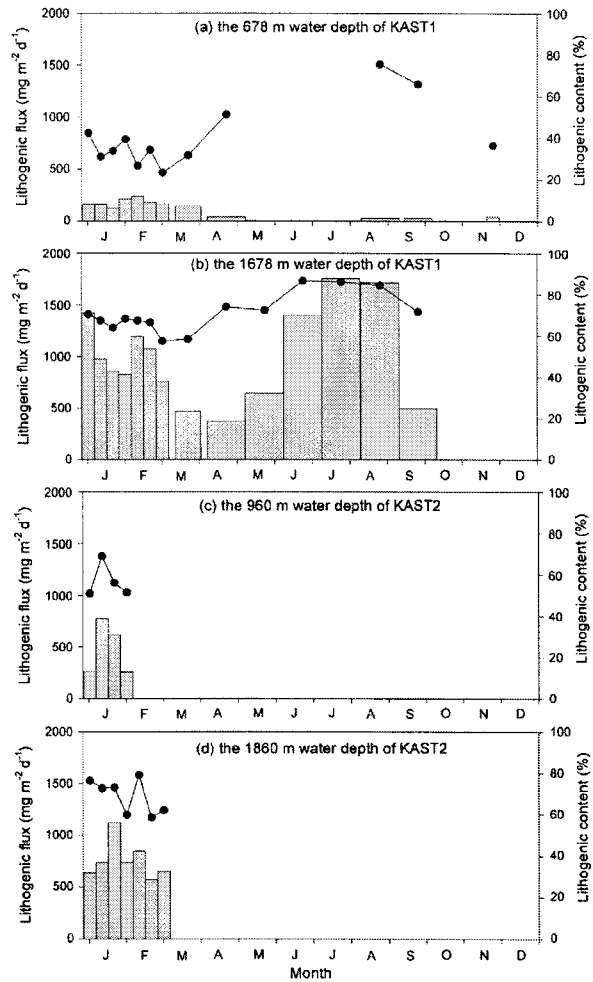 (a) the 678 m water depth of KAST1
Lithogenic flux (mg m-2 d-1)
2000
1500
1000
500
0
100
80
60
40
20
0
Lithogenic content (%)
J F M A M J J A S O N D
(b) the 1678 m water depth of KAST1
Lithogenic flux (mg m-2 d-1)
2000
1500
1000
500
0
100
80
60
40
20
0
Lithogenic content (%)
J F M A M J J A S O N D
(c) the 960 m water depth of KAST2
Lithogenic flux (mg m-2 d-1)
2000
1500
1000
500
0
100
80
60
40
20
0
Lithogenic content (%)
J F M A M J J A S O N D
(d) the 1860 m water depth of KAST2
Lithogenic flux (mg m-2 d-1)
2000
1500
1000
500
0
100
80
60
40
20
0
Lithogenic content (%)
J F M A M J J A S O N D
Month